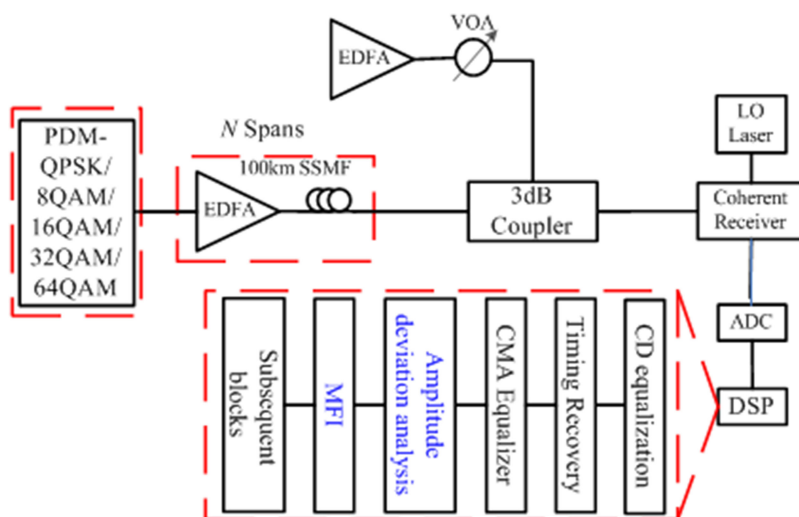 VOA
EDFA
PDM-
QPSK/
8QAM/
16QAM/
32QAM/
64QAM
N Spans
100km SSMF
EDFA
3dB
Coupler
LO
Laser
Coherent
Receiver
ADC
DSP
Subsequent
blocks
MFI
Amplitude
deviation analysis
CMA Equalizer
Timing Recovery
CD equalization